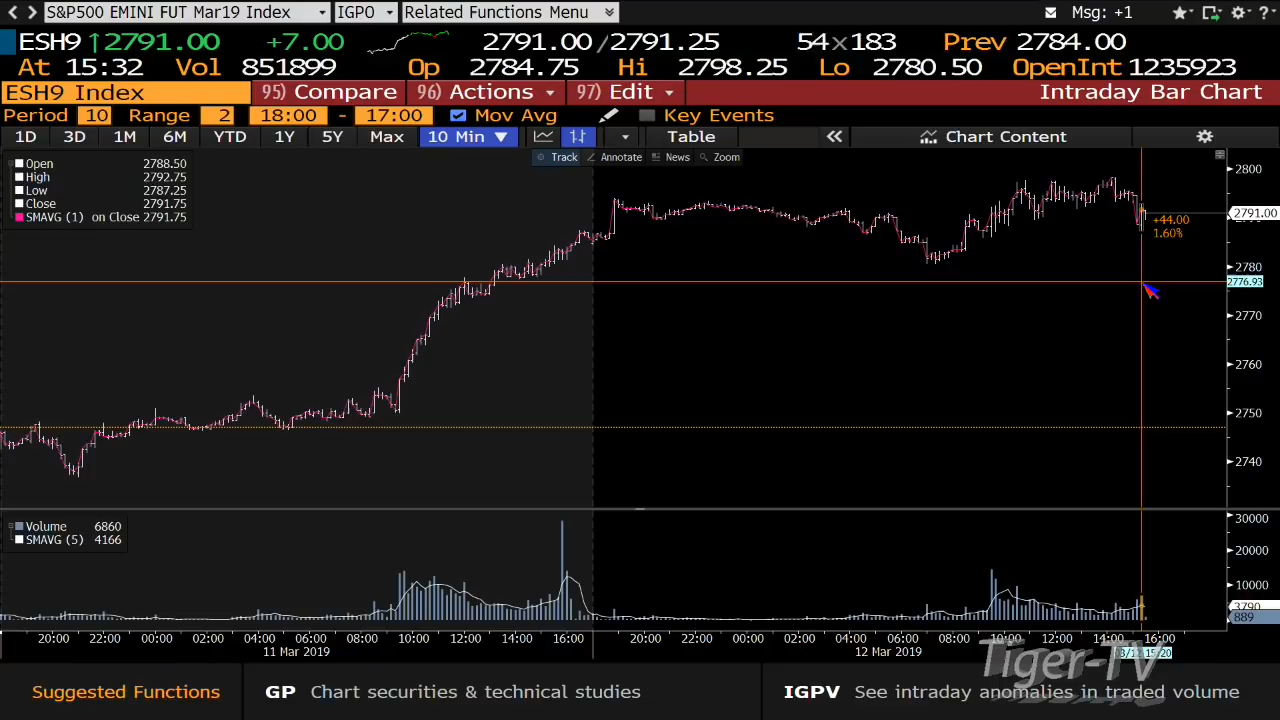 S&P500 EMINI FUT Mar19 Index IGPO Related Functions Menu Msg: +1
ESH9 ↑2791.00 +7.00 2791.00/2791.25 54x183 Prev 2784.00
At 15:32 Vol 851899 Op 2784.75 Hi 2798.25 Lo 2780.50 OpenInt 1235923
ESH9 Index 95) Compare 96) Actions 97) Edit Intraday Bar Chart
Period 10 Range 2 18:00 - 17:00 Mov Avg Key Events
1D 3D 1M 6M YTD 1Y 5Y Max 10 Min ▼ Table « Chart Content
Track Annotate News Zoom
Open 2788.50
High 2792.75
Low 2787.25
Close 2791.75
SMAVG (1) on Close 2791.75
2800
2791.00
+44.00
1.60%
2780
2776.93
2770
2760
2750
2740
Volume 6860
SMAVG (5) 4166
30000
20000
10000
3790
889
20:00 22:00 00:00 02:00 04:00 06:00 08:00 10:00 12:00 14:00 16:00 20:00 22:00 00:00 02:00 04:00 06:00 08:00 10:00 12:00 14:00 16:00
11 Mar 2019 12 Mar 2019 15:20
Tiger-TV
Suggested Functions GP Chart securities & technical studies IGPV See intraday anomalies in traded volume